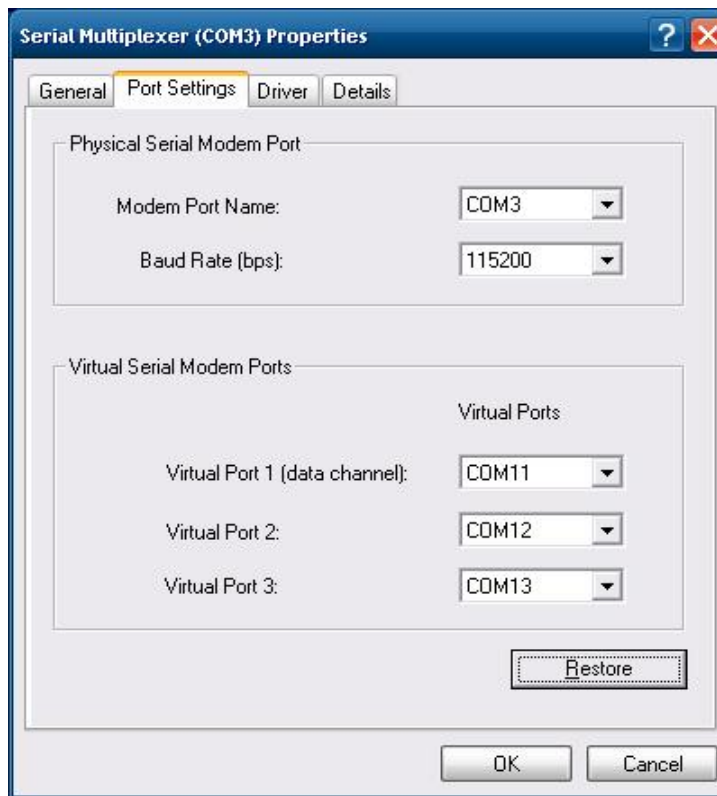 Serial Multiplexer (COM3) Properties
?
General Port Settings Driver Details
Physical Serial Modem Port
Modem Port Name: COM3
Baud Rate (bps): 115200
Virtual Serial Modem Ports
Virtual Ports
Virtual Port 1 (data channel): COM11
Virtual Port 2: COM12
Virtual Port 3: COM13
Restore
OK Cancel